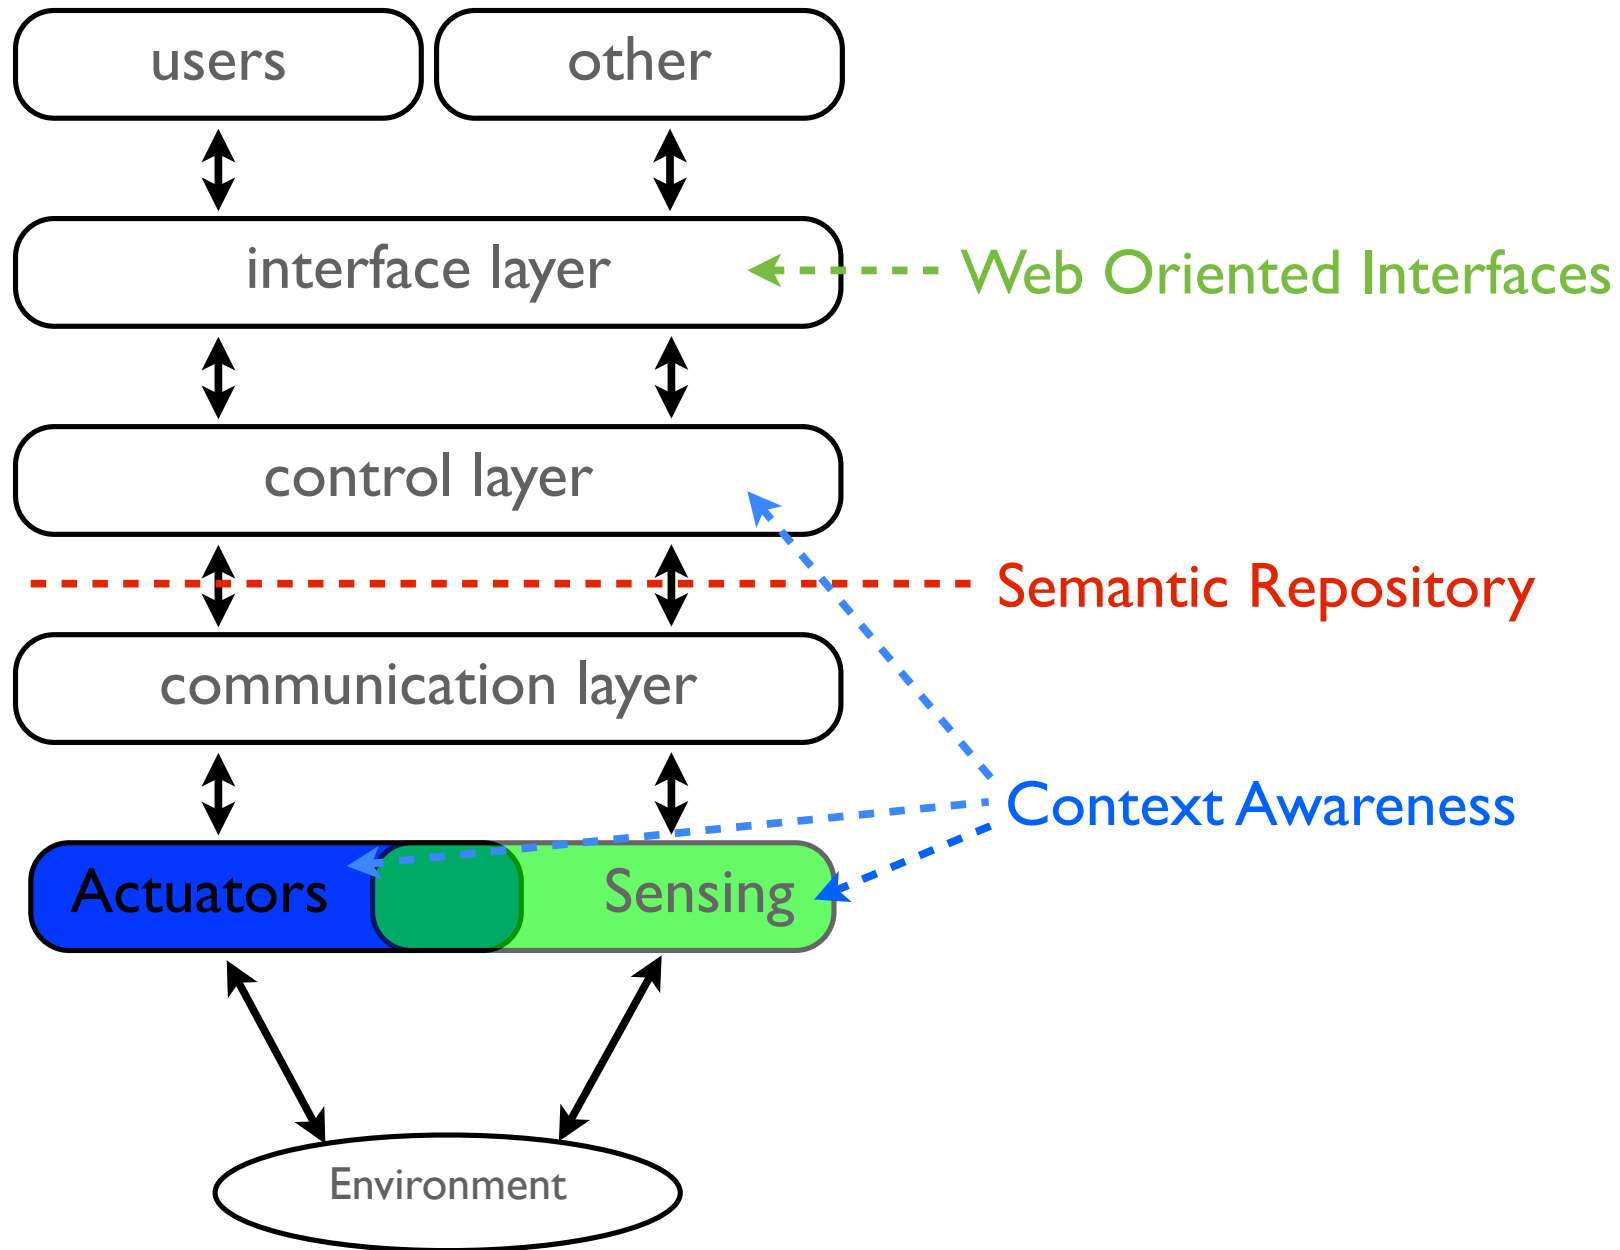 users
other
interface layer
Web Oriented Interfaces
control layer
Semantic Repository
communication layer
Context Awareness
Actuators
Sensing
Environment